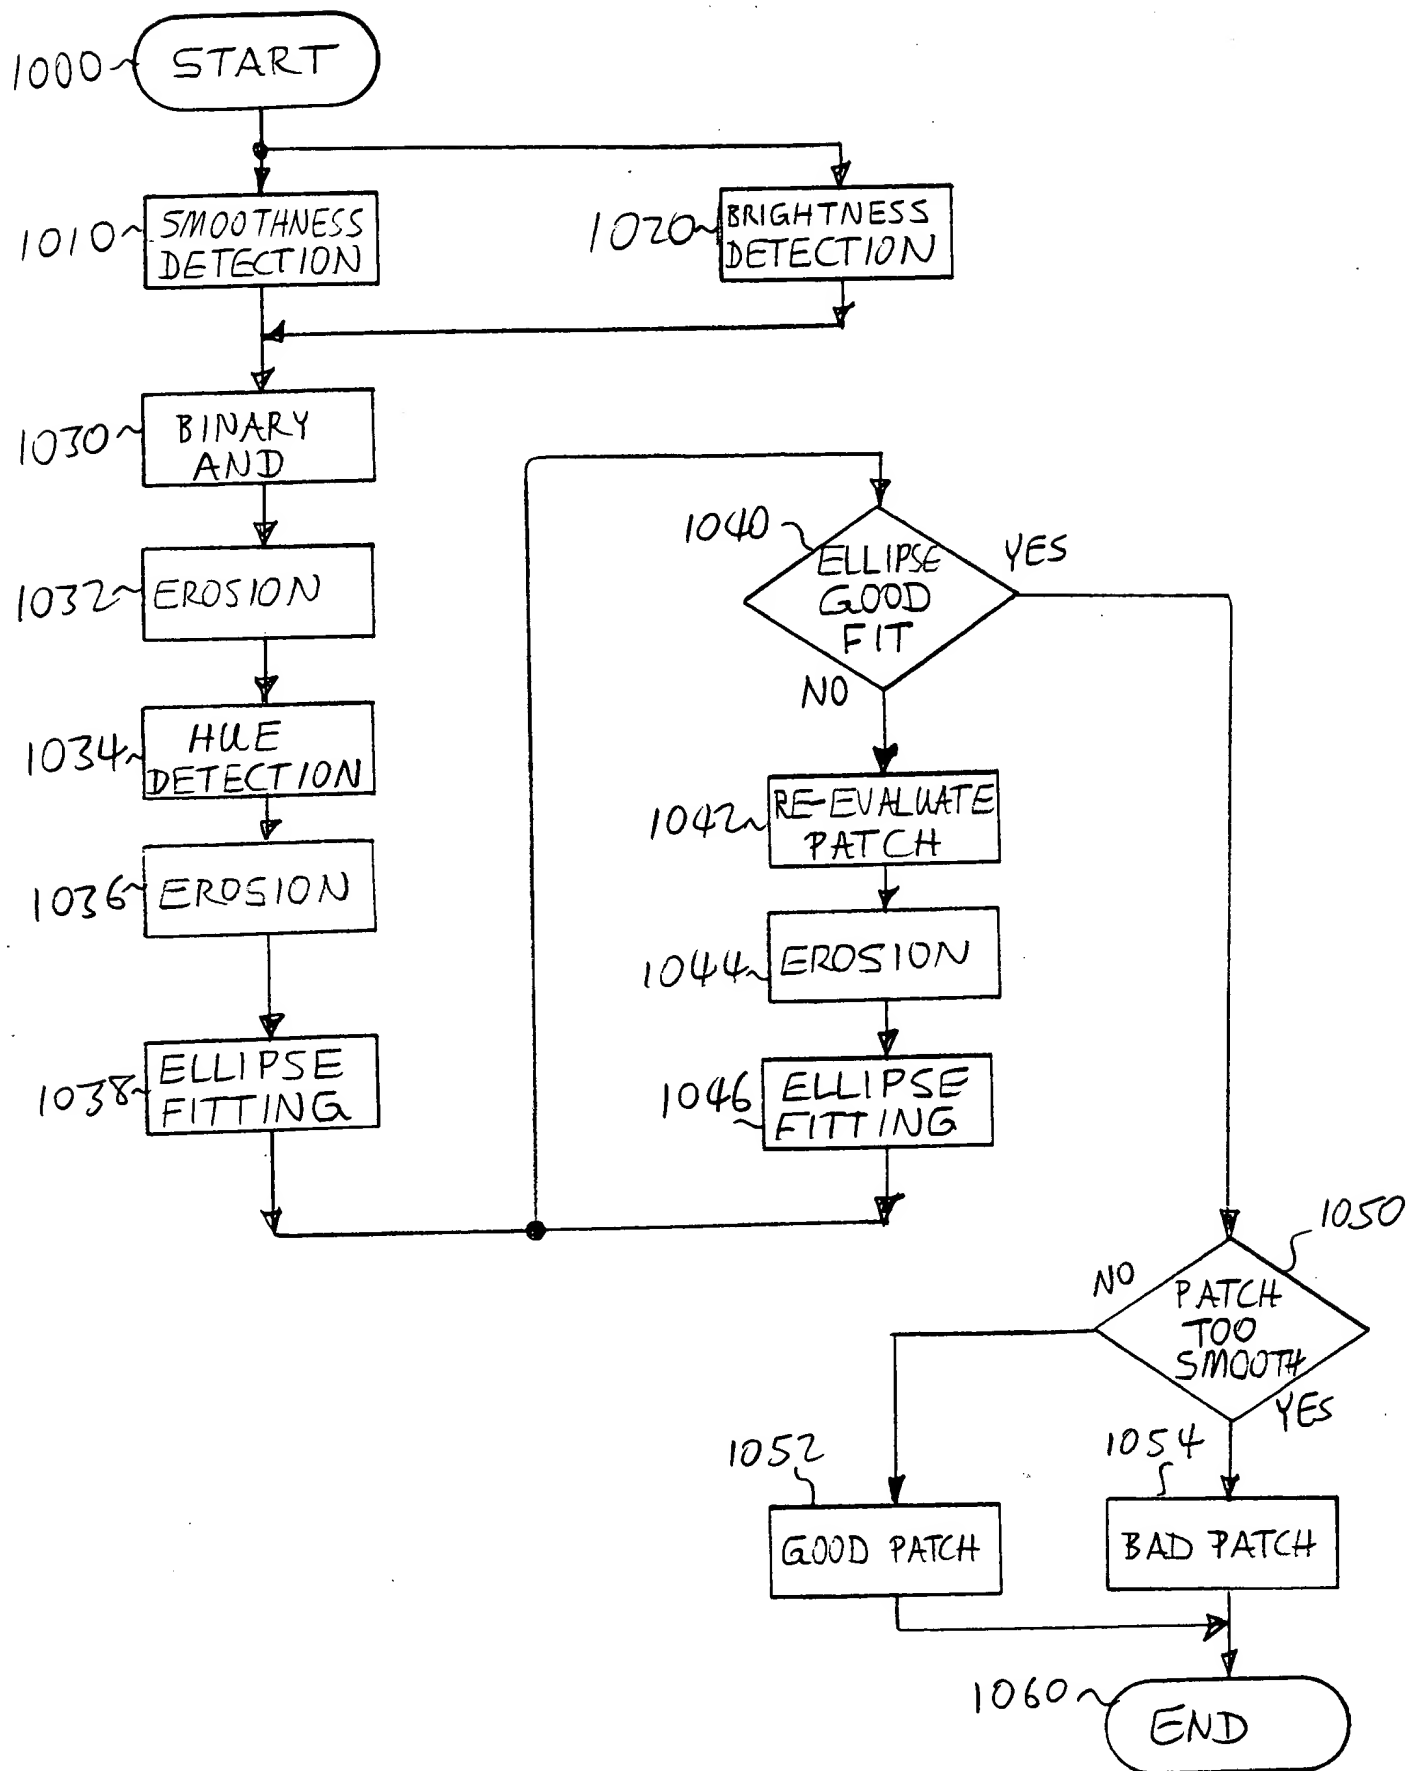 1000
START
1010
SMOOTHNESS
DETECTION
1020
BRIGHTNESS
DETECTION
1030
BINARY
AND
1032
EROSION
1034
HUE
DETECTION
1036
EROSION
1038
ELLIPSE
FITTING
1040
ELLIPSE
GOOD
FIT
YES
NO
1042
RE-EVALUATE
PATCH
1044
EROSION
1046
ELLIPSE
FITTING
1050
PATCH
TOO
SMOOTH
NO
YES
1052
GOOD PATCH
1054
BAD PATCH
1060
END